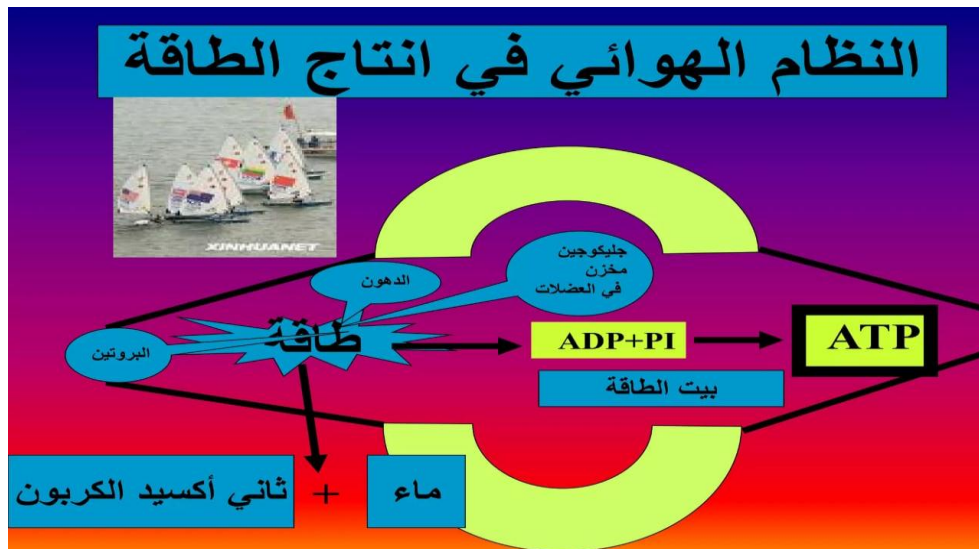 النظام الهوائي في انتاج الطاقة
XINHUANET
جليكوجين
مخزن
في العضلات
الدهون
البروتين
طاقة
ADP+PI
ATP
بيت الطاقة
ماء + ثاني أكسيد الكربون